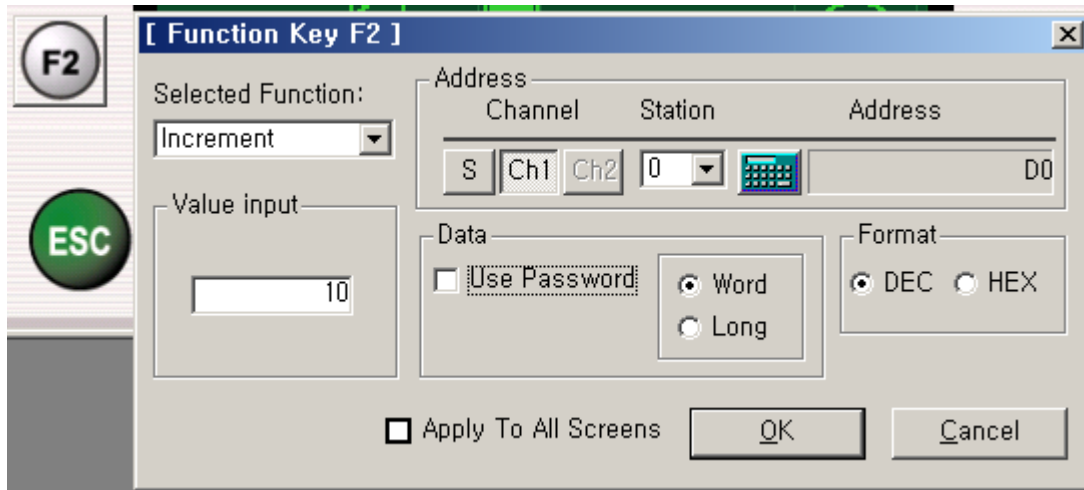 [ Function Key F2 ]
F2
Selected Function:
Increment
Address
Channel Station Address
S Ch1 Ch2 0 D0
Value input
10
ESC
Data
Use Password
Word
Long
Format
DEC HEX
Apply To All Screens
OK
Cancel